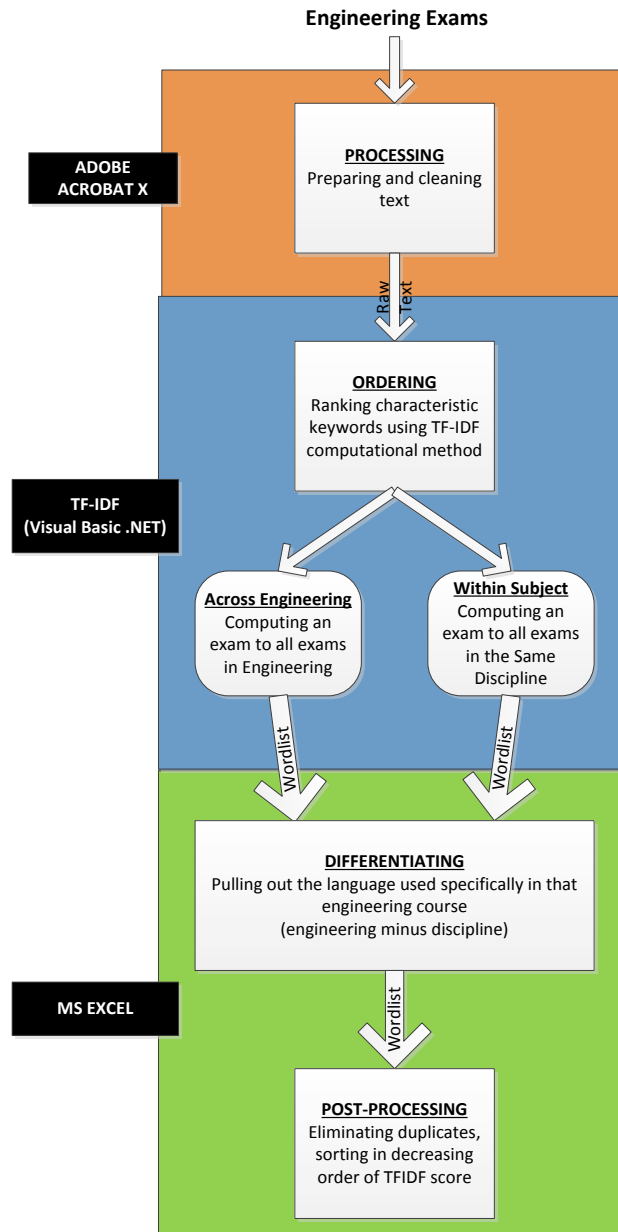 Engineering Exams
ADOBE
ACROBAT X
PROCESSING
Preparing and cleaning
text
Raw
Text
ORDERING
Ranking characteristic
keywords using TF-IDF
computational method
TF-IDF
(Visual Basic .NET)
Across Engineering
Computing an
exam to all exams
in Engineering
Within Subject
Computing an
exam to all exams
in the Same
Discipline
Wordlist
Wordlist
DIFFERENTIATING
Pulling out the language used specifically in that
engineering course
(engineering minus discipline)
MS EXCEL
Wordlist
POST-PROCESSING
Eliminating duplicates,
sorting in decreasing
order of TFIDF score